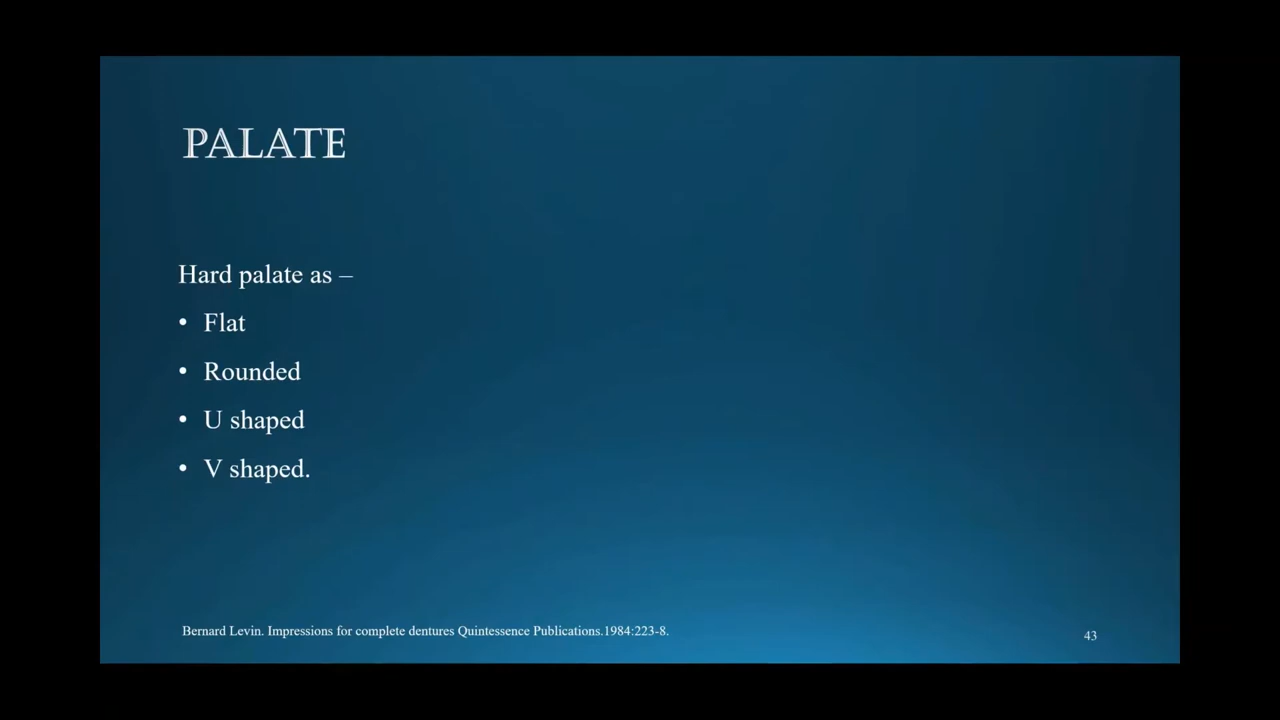 PALATE
Hard palate as –
• Flat
• Rounded
• U shaped
• V shaped.
Bernard Levin. Impressions for complete dentures Quintessence Publications.1984:223-8.
43